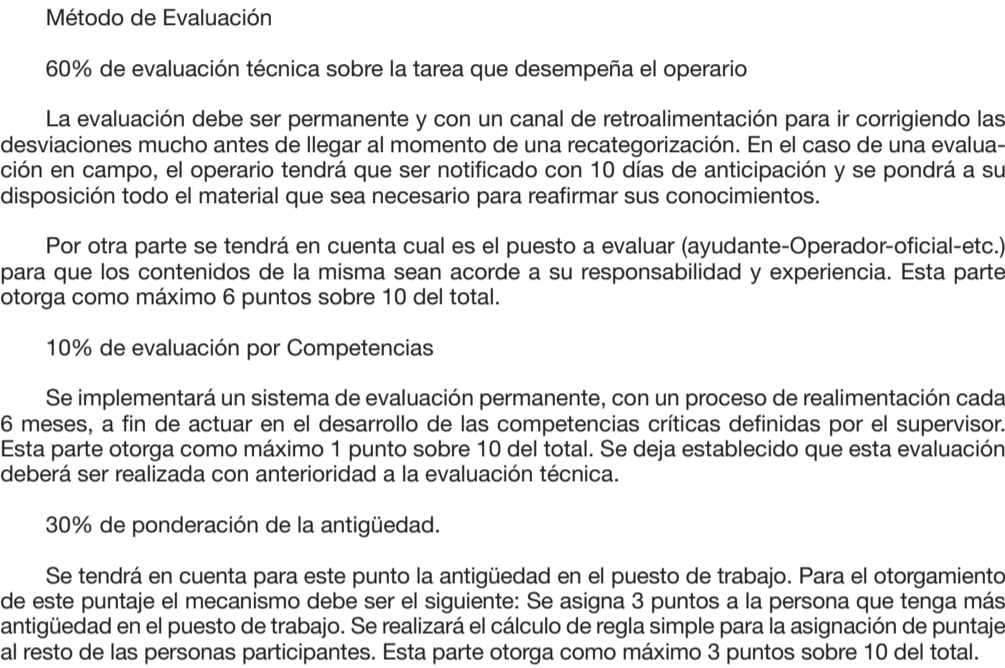 Método de Evaluación
60% de evaluación técnica sobre la tarea que desempeña el operario
La evaluación debe ser permanente y con un canal de retroalimentación para ir corrigiendo las
desviaciones mucho antes de llegar al momento de una recategorización. En el caso de una evalua-
ción en campo, el operario tendrá que ser notificado con 10 días de anticipación y se pondrá a su
disposición todo el material que sea necesario para reafirmar sus conocimientos.
Por otra parte se tendrá en cuenta cual es el puesto a evaluar (ayudante-Operador-oficial-etc.)
para que los contenidos de la misma sean acorde a su responsabilidad y experiencia. Esta parte
otorga como máximo 6 puntos sobre 10 del total.
10% de evaluación por Competencias
Se implementará un sistema de evaluación permanente, con un proceso de realimentación cada
6 meses, a fin de actuar en el desarrollo de las competencias críticas definidas por el supervisor.
Esta parte otorga como máximo 1 punto sobre 10 del total. Se deja establecido que esta evaluación
deberá ser realizada con anterioridad a la evaluación técnica.
30% de ponderación de la antigüedad.
Se tendrá en cuenta para este punto la antigüedad en el puesto de trabajo. Para el otorgamiento
de este puntaje el mecanismo debe ser el siguiente: Se asigna 3 puntos a la persona que tenga más
antigüedad en el puesto de trabajo. Se realizará el cálculo de regla simple para la asignación de puntaje
al resto de las personas participantes. Esta parte otorga como máximo 3 puntos sobre 10 del total.